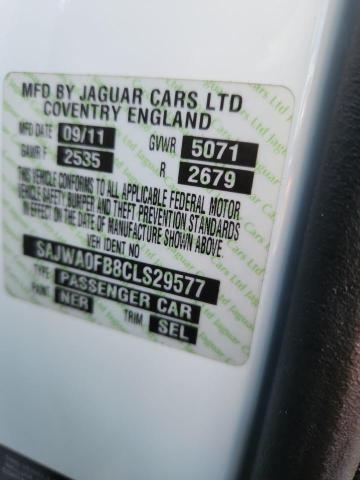 MFD BY JAGUAR CARS LTD
COVENTRY ENGLAND
MFD DATE 09/11 GVWR 5071
GAWR F 2535 R 2679
THIS VEHICLE CONFORMS TO ALL APPLICABLE FEDERAL MOTOR
VEHICLE SAFETY BUMPER AND THEFT PREVENTION STANDARDS
IN EFFECT ON THE DATE OF MANUFACTURE SHOWN ABOVE.
VEH IDENT NO
SAJWA0FB8CLS29577
TYPE: PASSENGER CAR
PAINT NER TRIM SEL